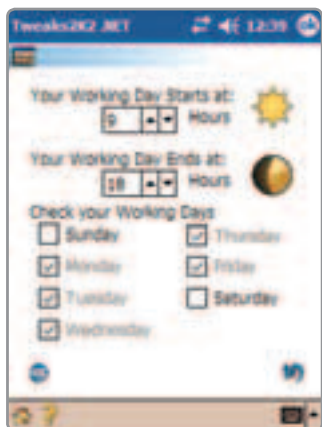 Tweaks2K2 .NET 12:39 ok
Your Working Day Starts at:
9 Hours
Your Working Day Ends at:
18 Hours
Check your Working Days
Sunday Thursday
Monday Friday
Tuesday Saturday
Wednesday